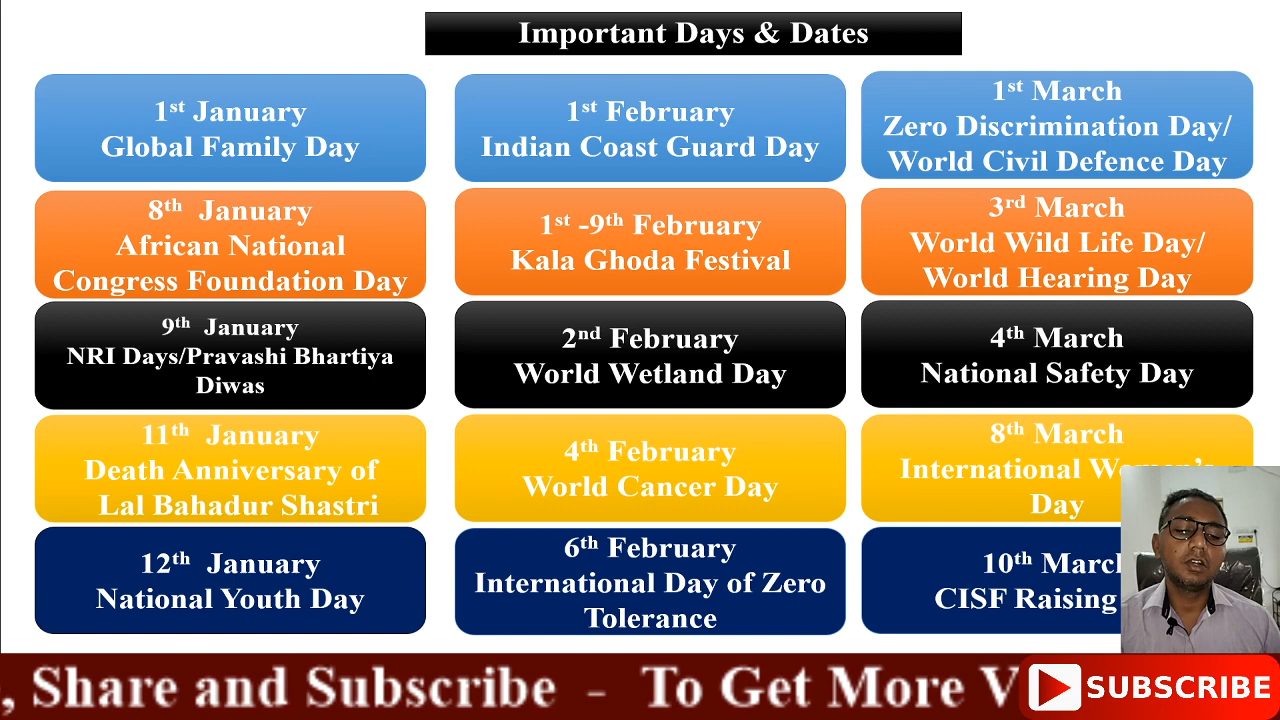 Important Days & Dates
1st January
Global Family Day
8th January
African National
Congress Foundation Day
9th January
NRI Days/Pravashi Bhartiya
Diwas
11th January
Death Anniversary of
Lal Bahadur Shastri
12th January
National Youth Day
1st February
Indian Coast Guard Day
1st -9th February
Kala Ghoda Festival
2nd February
World Wetland Day
4th February
World Cancer Day
6th February
International Day of Zero
Tolerance
1st March
Zero Discrimination Day/
World Civil Defence Day
3rd March
World Wild Life Day/
World Hearing Day
4th March
National Safety Day
8th March
International Women's
Day
10th March
CISF Raising
, Share and Subscribe - To Get More V
SUBSCRIBE